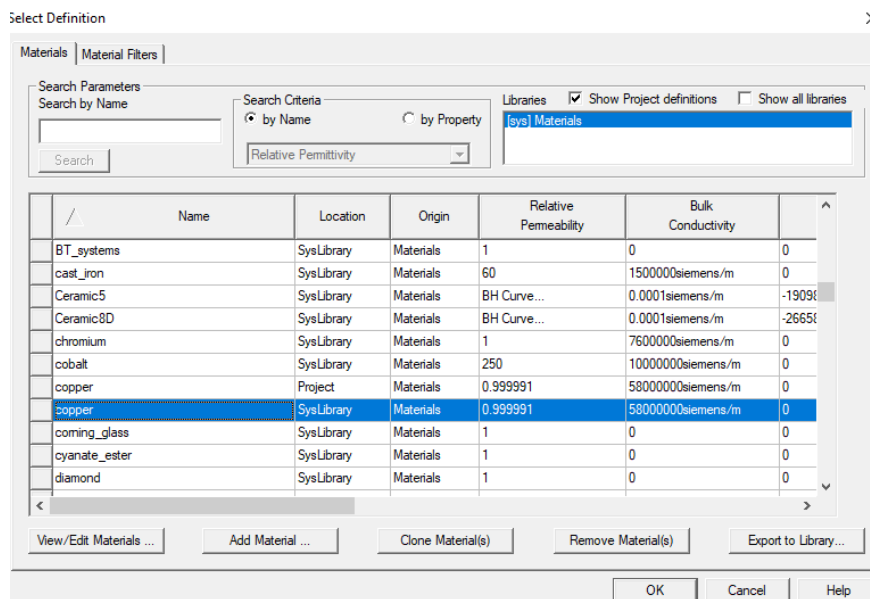 Select Definition
Materials Material Filters
Search Parameters
Search by Name
Search Criteria
by Name by Property
Relative Permittivity
Search
Libraries Show Project definitions Show all libraries
[sys] Materials
/ Name Location Origin Relative Permeability Bulk Conductivity
BT_systems SysLibrary Materials 1 0 0
cast_iron SysLibrary Materials 60 1500000siemens/m 0
Ceramic5 SysLibrary Materials BH Curve... 0.0001siemens/m -19098
Ceramic8D SysLibrary Materials BH Curve... 0.0001siemens/m -26658
chromium SysLibrary Materials 1 7600000siemens/m 0
cobalt SysLibrary Materials 250 10000000siemens/m 0
copper Project Materials 0.999991 58000000siemens/m 0
copper SysLibrary Materials 0.999991 58000000siemens/m 0
corning_glass SysLibrary Materials 1 0 0
cyanate_ester SysLibrary Materials 1 0 0
diamond SysLibrary Materials 1 0 0
View/Edit Materials ... Add Material ... Clone Material(s) Remove Material(s) Export to Library...
OK Cancel Help